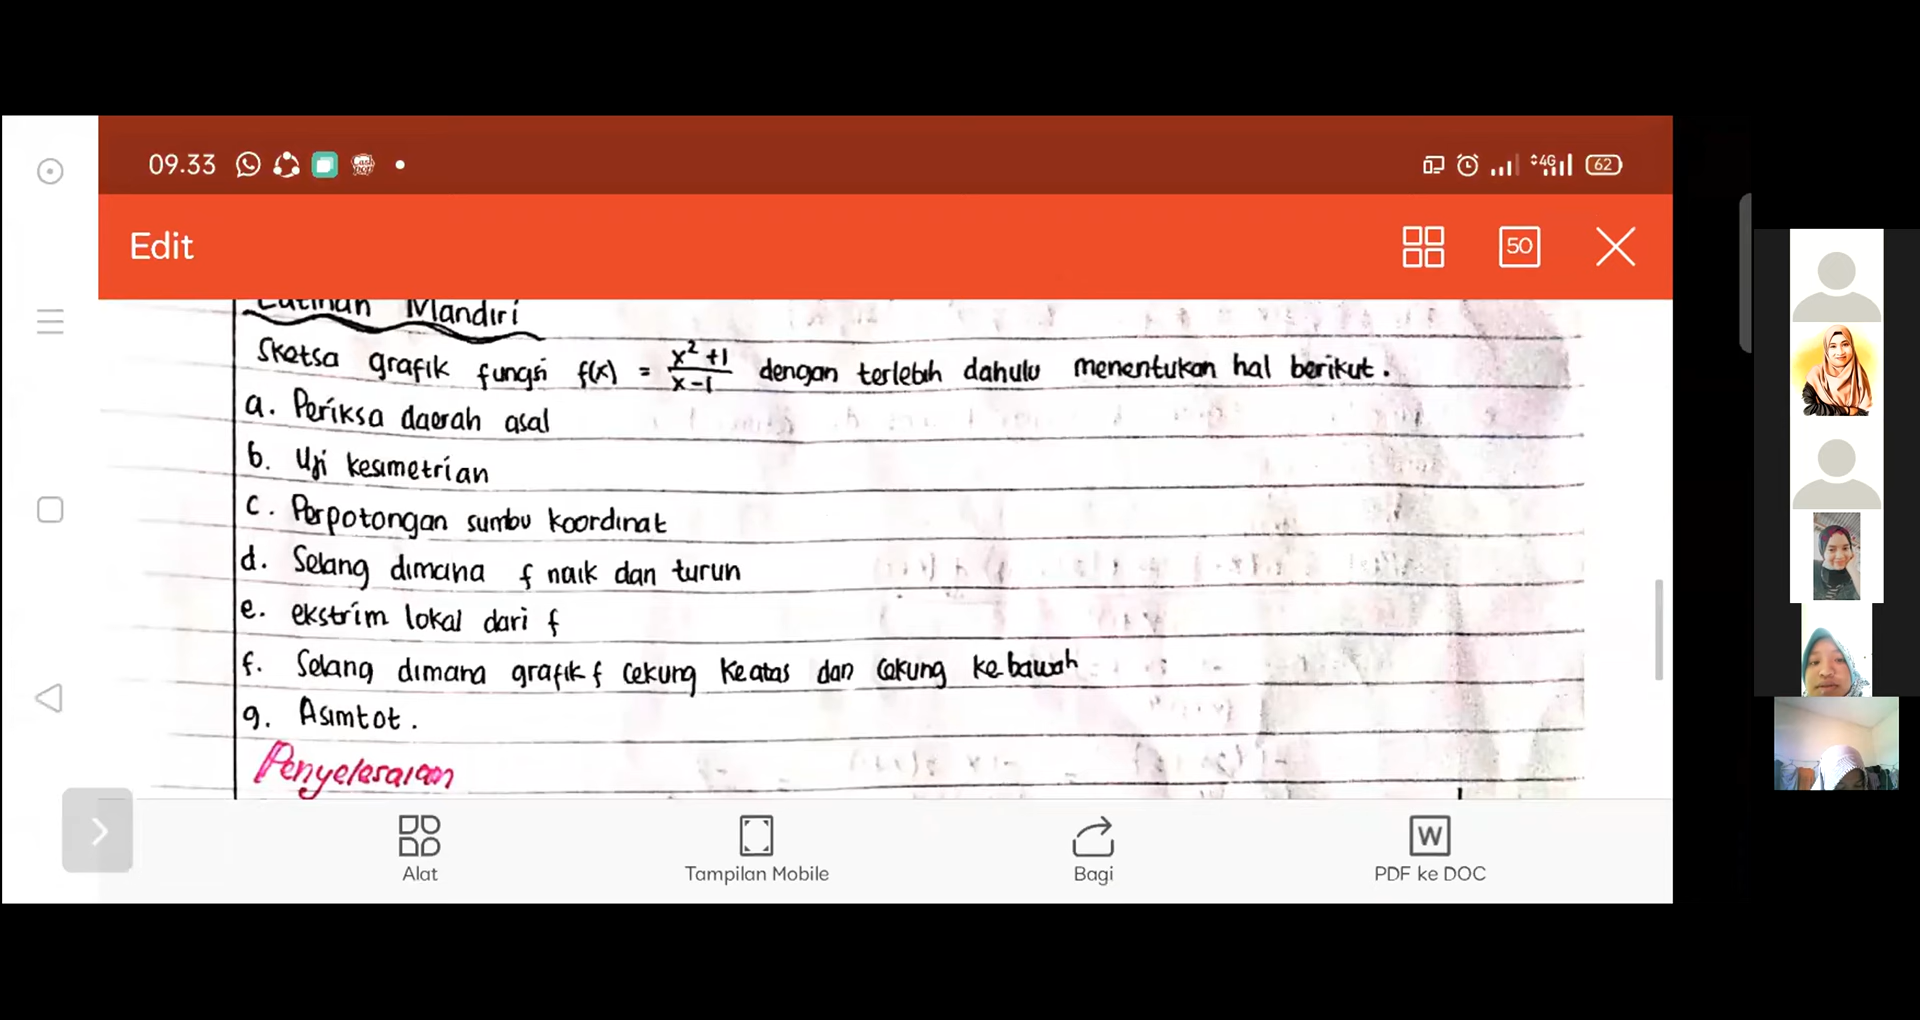 09.33
4G
62
Edit
50
Mandiri
Sketsa grafik fungsi f(x) = x²+1/x-1 dengan terlebih dahulu menentukan hal berikut.
a. Periksa daerah asal
b. Uji kesimetrian
c. Perpotongan sumbu koordinat
d. Selang dimana f naik dan turun
e. ekstrim lokal dari f
f. Selang dimana grafik f cekung keatas dan cekung kebawah
g. Asimtot.
Penyelesaian
Alat
Tampilan Mobile
Bagi
W
PDF ke DOC